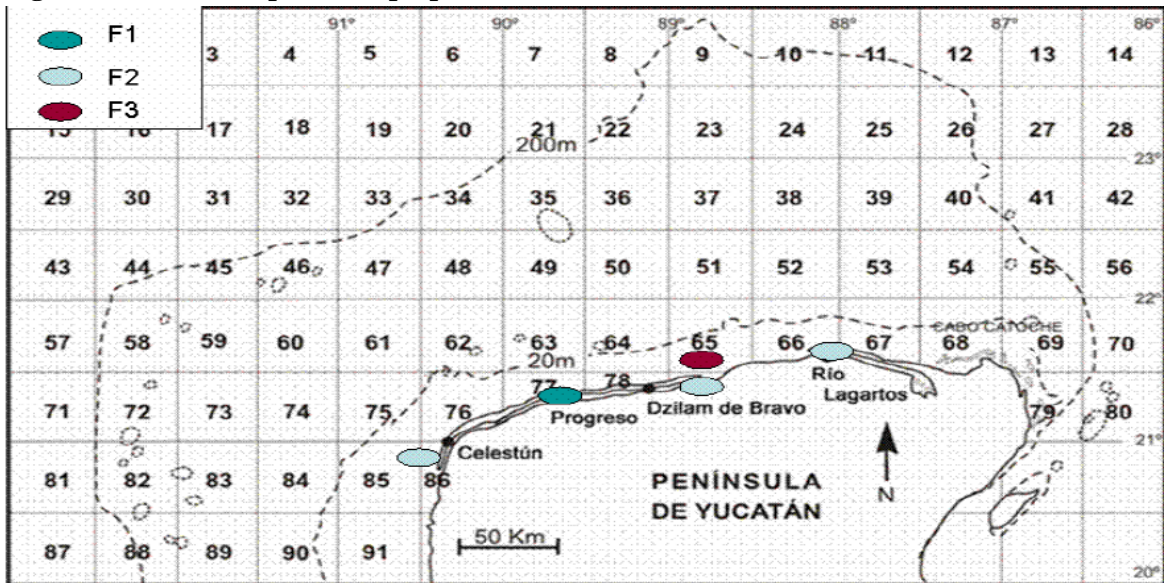 91° 90° 89° 88° 87° 86°
F1
F2
F3
3 4 5 6 7 8 9 10 11 12 13 14
15 16 17 18 19 20 21 22 23 24 25 26 27 28
200m
23°
29 30 31 32 33 34 35 36 37 38 39 40 41 42
43 44 45 46 47 48 49 50 51 52 53 54 55 56
22°
CABO CATOCHE
57 58 59 60 61 62 63 64 65 66 67 68 69 70
20m
Río
Lagartos
77 78
Dzilam de Bravo
Progreso
71 72 73 74 75 76 79 80
21°
Celestún
81 82 83 84 85 86
PENÍNSULA
DE YUCATÁN
N
50 Km
87 88 89 90 91
20°